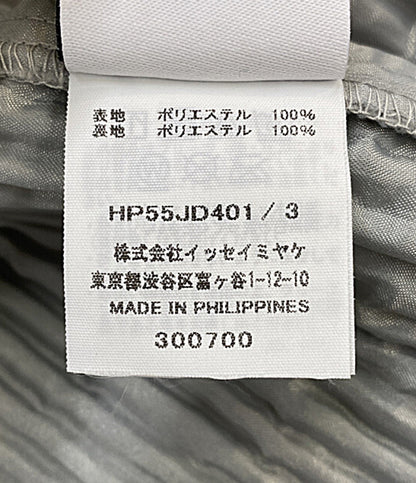 表地 ポリエステル 100%
裏地 ポリエステル 100%
HP55JD401 / 3
株式会社イッセイミヤケ
東京都渋谷区富ヶ谷1-12-10
MADE IN PHILIPPINES
300700